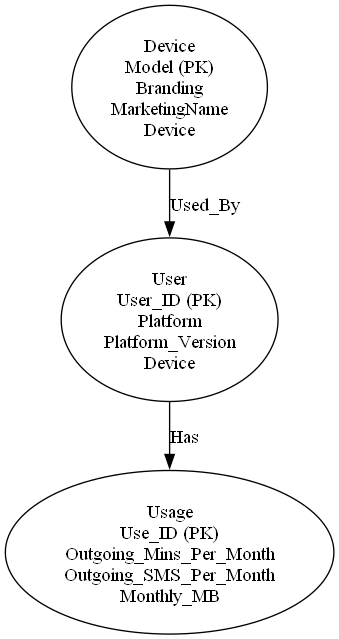 Device
Model (PK)
Branding
MarketingName
Device
Used_By
User
User_ID (PK)
Platform
Platform_Version
Device
Has
Usage
Use_ID (PK)
Outgoing_Mins_Per_Month
Outgoing_SMS_Per_Month
Monthly_MB